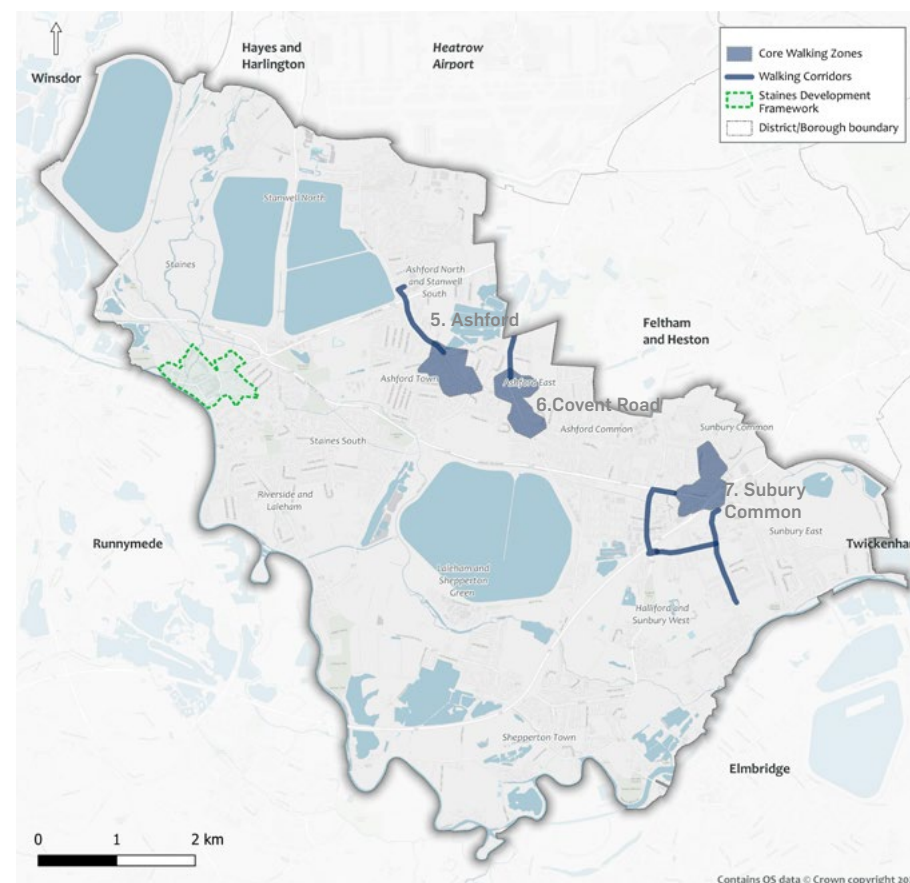 Hayes and
Harlington
Heatrow
Airport
Winsdor
Core Walking Zones
Walking Corridors
Staines Development
Framework
District/Borough boundary
Stanwell North
Staines
Ashford North
and Stanwell
South
5. Ashford
Feltham
and Heston
Ashford Town
Ashford East
6.Covent Road
Ashford Common
Sunbury Common
Staines South
7. Subury
Common
Riverside and
Laleham
Sunbury East
Runnymede
Twickenha
Laleham and
Shepperton
Green
Halliford and
Sunbury West
Shepperton Town
Elmbridge
0 1 2 km
Contains OS data © Crown copyright 20